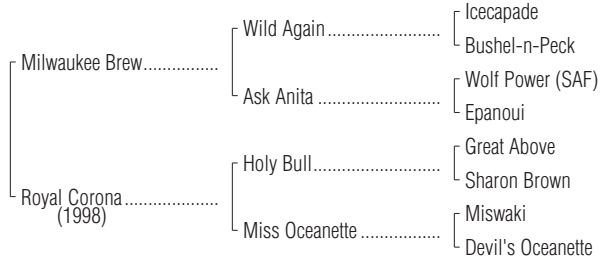 Icecapade
Wild Again
Bushel-n-Peck
Milwaukee Brew
Wolf Power (SAF)
Ask Anita
Epanoui
Great Above
Holy Bull
Sharon Brown
Royal Corona
(1998)
Miswaki
Miss Oceanette
Devil's Oceanette